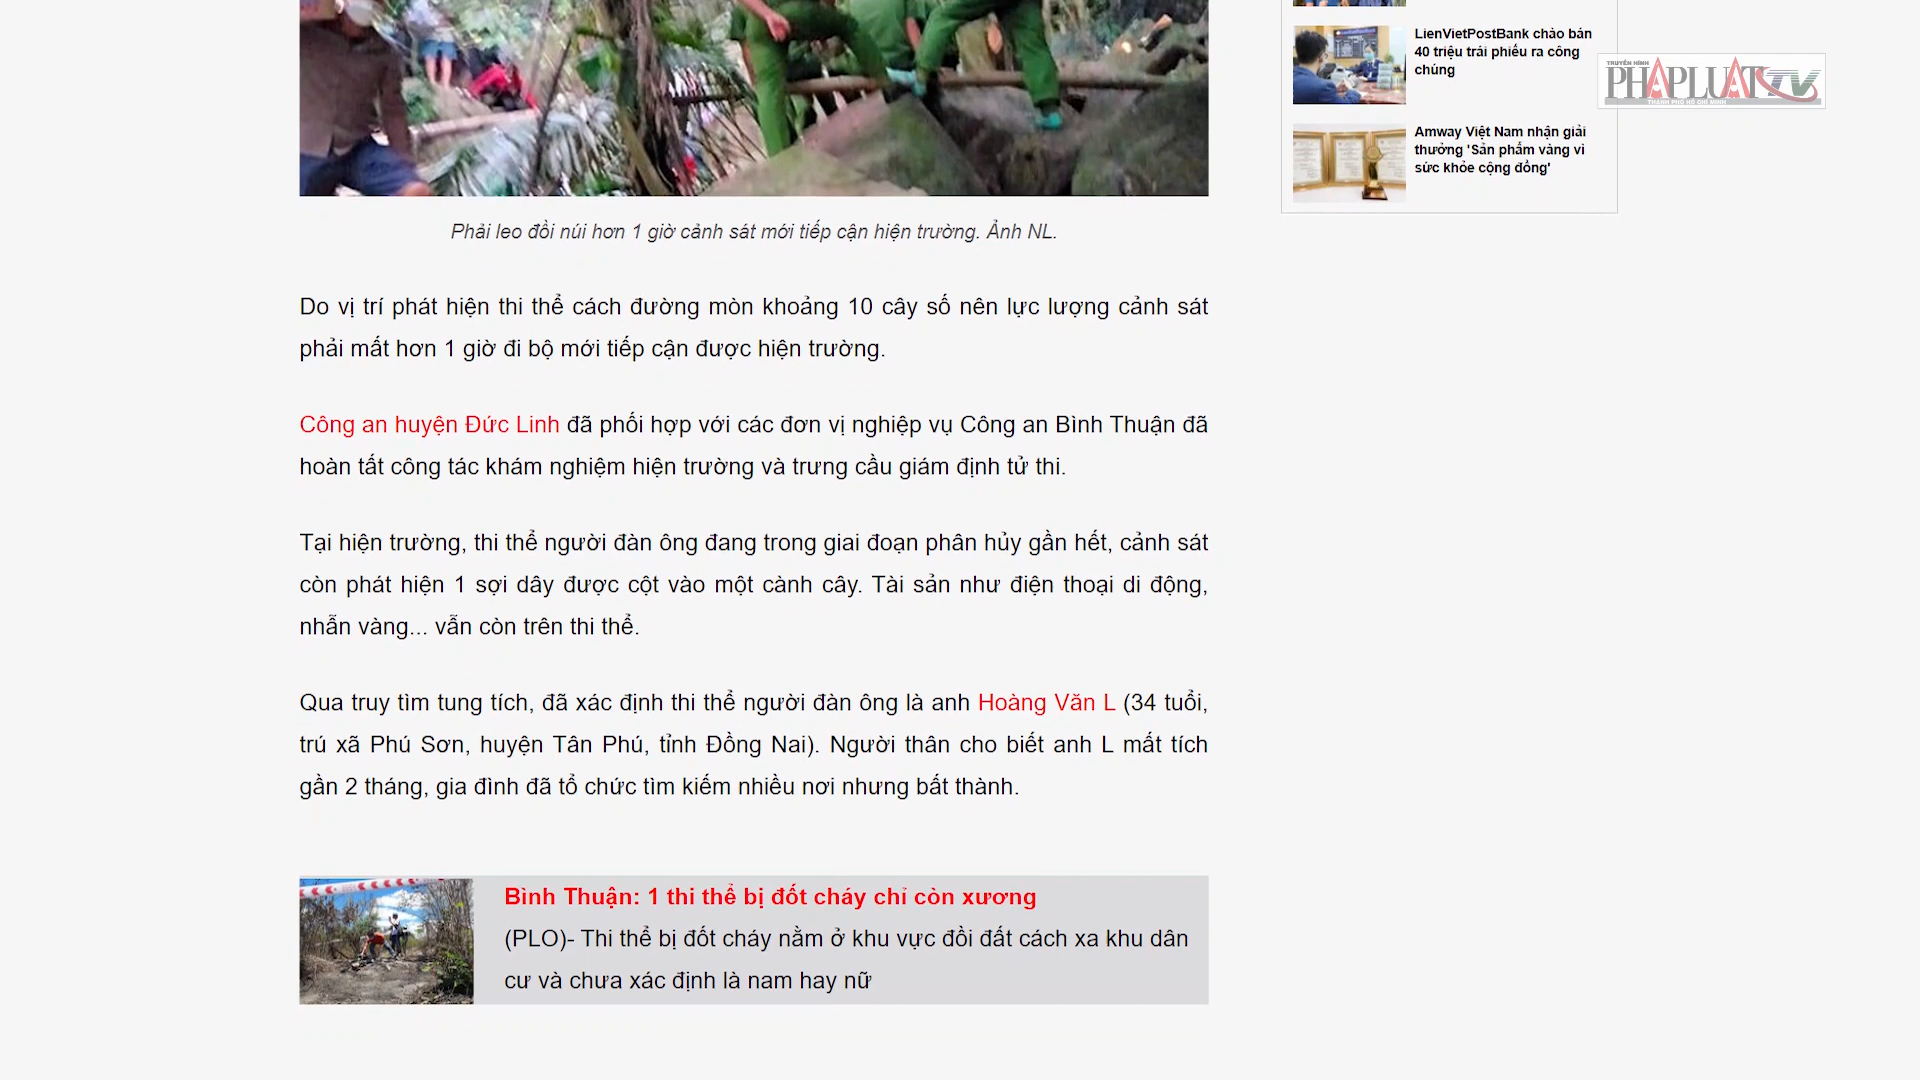 LienVietPostBank chào bán
40 triệu trái phiếu ra công
chúng
TRUYỀN HÌNH
PHÁPLUẬTTV
THÀNH PHỐ HỒ CHÍ MINH
Amway Việt Nam nhận giải
thưởng 'Sản phẩm vàng vì
sức khỏe cộng đồng'
Phải leo đồi núi hơn 1 giờ cảnh sát mới tiếp cận hiện trường. Ảnh NL.
Do vị trí phát hiện thi thể cách đường mòn khoảng 10 cây số nên lực lượng cảnh sát
phải mất hơn 1 giờ đi bộ mới tiếp cận được hiện trường.
Công an huyện Đức Linh đã phối hợp với các đơn vị nghiệp vụ Công an Bình Thuận đã
hoàn tất công tác khám nghiệm hiện trường và trưng cầu giám định tử thi.
Tại hiện trường, thi thể người đàn ông đang trong giai đoạn phân hủy gần hết, cảnh sát
còn phát hiện 1 sợi dây được cột vào một cành cây. Tài sản như điện thoại di động,
nhẫn vàng... vẫn còn trên thi thể.
Qua truy tìm tung tích, đã xác định thi thể người đàn ông là anh Hoàng Văn L (34 tuổi,
trú xã Phú Sơn, huyện Tân Phú, tỉnh Đồng Nai). Người thân cho biết anh L mất tích
gần 2 tháng, gia đình đã tổ chức tìm kiếm nhiều nơi nhưng bất thành.
Bình Thuận: 1 thi thể bị đốt cháy chỉ còn xương
(PLO)- Thi thể bị đốt cháy nằm ở khu vực đồi đất cách xa khu dân
cư và chưa xác định là nam hay nữ